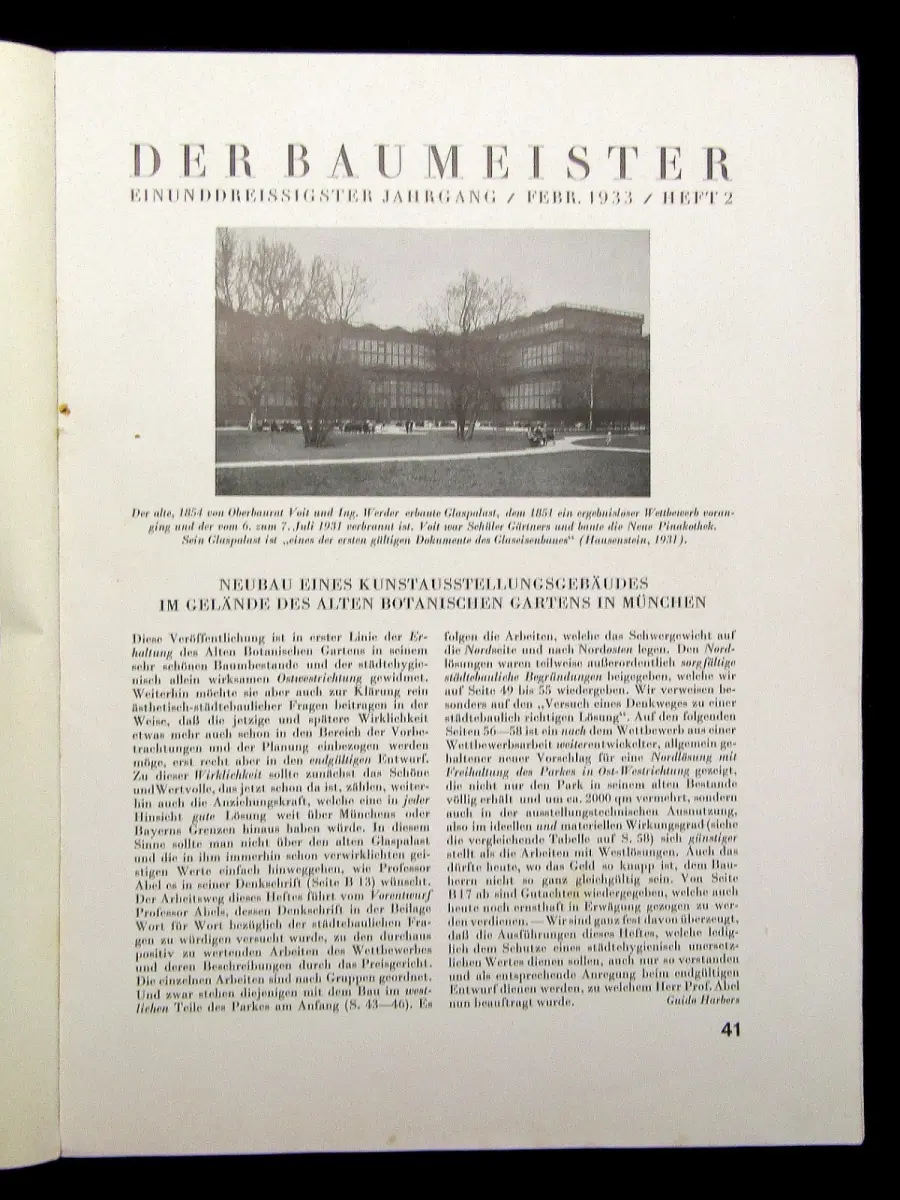 DER BAUMEISTER
EINUNDDREISSIGSTER JAHRGANG / FEBR. 1933 / HEFT 2
Der alte, 1854 von Oberbaurat Voit und Ing. Werder erbaute Glaspalast, dem 1851 ein ergebnisloser Wettbewerb voran-
ging und der vom 6. zum 7. Juli 1931 verbrannt ist. Voit war Schüler Gärtners und baute die Neue Pinakothek.
Sein Glaspalast ist „eines der ersten gültigen Dokumente des Glaseisenbaues“ (Hausenstein, 1931).
NEUBAU EINES KUNSTAUSSTELLUNGSGEBÄUDES
IM GELÄNDE DES ALTEN BOTANISCHEN GARTENS IN MÜNCHEN
Diese Veröffentlichung ist in erster Linie der Er-
haltung des Alten Botanischen Gartens in seinem
sehr schönen Baumbestande und der städtehygie-
nisch allein wirksamen Ostwestrichtung gewidmet.
Weiterhin möchte sie aber auch zur Klärung rein
ästhetisch-städtebaulicher Fragen beitragen in der
Weise, daß die jetzige und spätere Wirklichkeit
etwas mehr auch schon in den Bereich der Vorbe-
trachtungen und der Planung einbezogen werden
möge, erst recht aber in den endgültigen Entwurf.
Zu dieser Wirklichkeit sollte zunächst das Schöne
und Wertvolle, das jetzt schon da ist, zählen, weiter-
hin auch die Anziehungskraft, welche eine in jeder
Hinsicht gute Lösung weit über Münchens oder
Bayerns Grenzen hinaus haben würde. In diesem
Sinne sollte man nicht über den alten Glaspalast
und die in ihm immerhin schon verwirklichten gei-
stigen Werte einfach hinweggehen, wie Professor
Abel es in seiner Denkschrift (Seite B 13) wünscht.
Der Arbeitsweg dieses Heftes führt vom Vorentwurf
Professor Abels, dessen Denkschrift in der Beilage
Wort für Wort bezüglich der städtebaulichen Fra-
gen zu würdigen versucht wurde, zu den durchaus
positiv zu wertenden Arbeiten des Wettbewerbes
und deren Beschreibungen durch das Preisgericht.
Die einzelnen Arbeiten sind nach Gruppen geordnet.
Und zwar stehen diejenigen mit dem Bau im west-
lichen Teile des Parkes am Anfang (S. 43—46). Es
folgen die Arbeiten, welche das Schwergewicht auf
die Nordseite und nach Nordosten legen. Den Nord-
lösungen waren teilweise außerordentlich sorgfältige
städtebauliche Begründungen beigegeben, welche wir
auf Seite 49 bis 55 wiedergeben. Wir verweisen be-
sonders auf den „Versuch eines Denkweges zu einer
städtebaulich richtigen Lösung“. Auf den folgenden
Seiten 56—58 ist ein nach dem Wettbewerb aus einer
Wettbewerbsarbeit weiterentwickelter, allgemein ge-
haltener neuer Vorschlag für eine Nordlösung mit
Freihaltung des Parkes in Ost-Westrichtung gezeigt,
die nicht nur den Park in seinem alten Bestande
völlig erhält und um ca. 2000 qm vermehrt, sondern
auch in der ausstellungstechnischen Ausnutzung,
also im ideellen und materiellen Wirkungsgrad (siehe
die vergleichende Tabelle auf S. 58) sich günstiger
stellt als die Arbeiten mit Westlösungen. Auch das
dürfte heute, wo das Geld so knapp ist, dem Bau-
herrn nicht so ganz gleichgültig sein. Von Seite
B 17 ab sind Gutachten wiedergegeben, welche auch
heute noch ernsthaft in Erwägung gezogen zu wer-
den verdienen. — Wir sind ganz fest davon überzeugt,
daß die Ausführungen dieses Heftes, welche ledig-
lich dem Schutze eines städtehygienisch unersetz-
lichen Wertes dienen sollen, auch nur so verstanden
und als entsprechende Anregung beim endgültigen
Entwurf dienen werden, zu welchem Herr Prof. Abel
nun beauftragt wurde. Guido Harbers
41